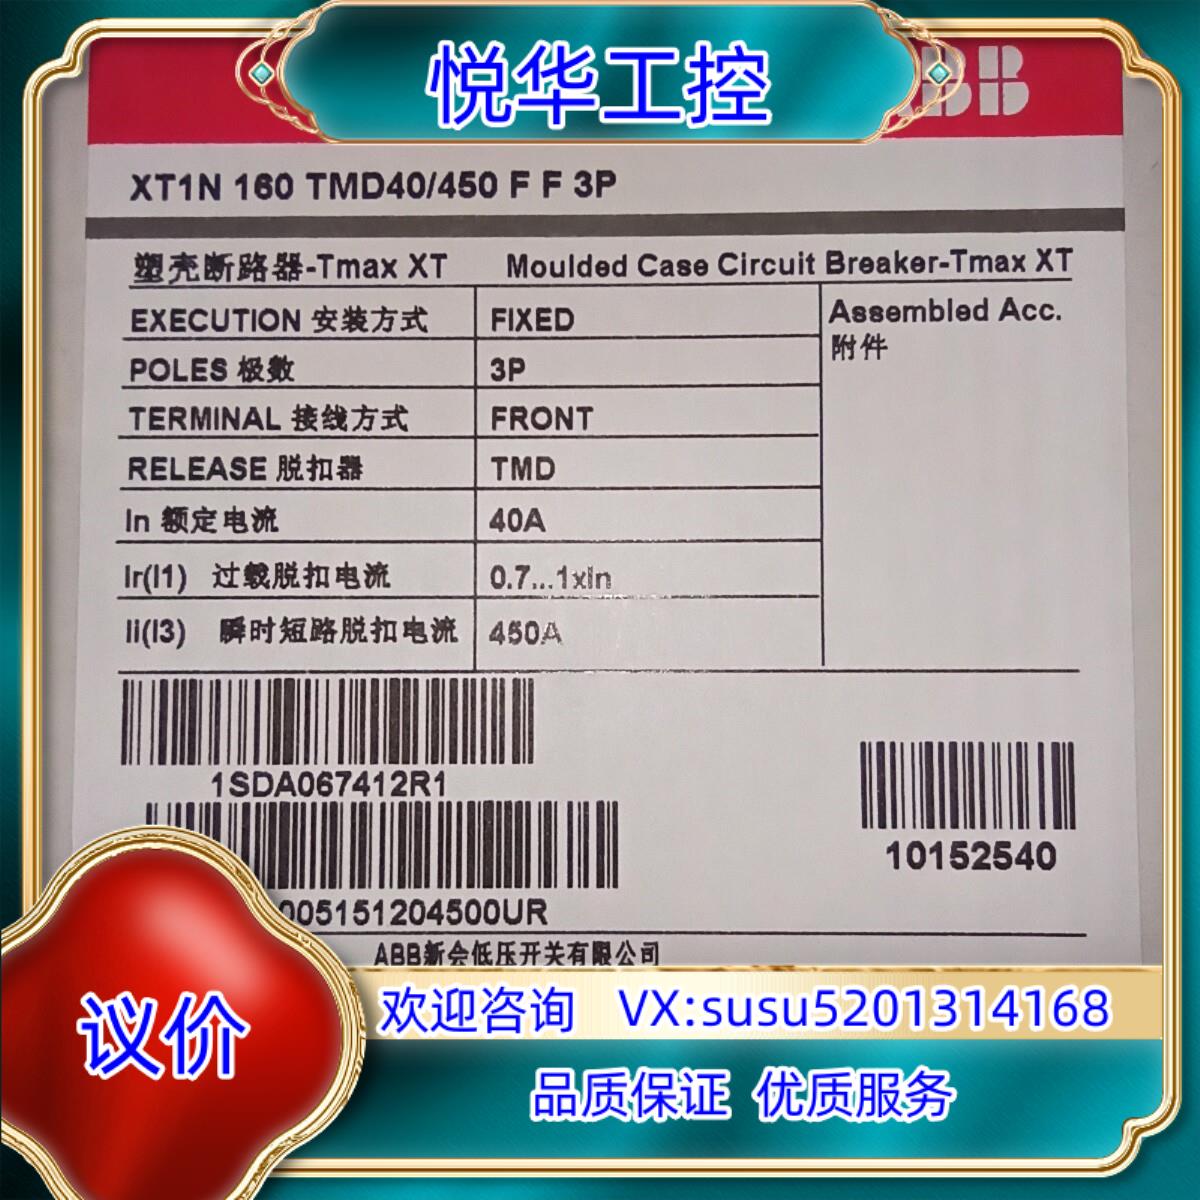 悦华工控
ABB
XT1N 160 TMD40/450 F F 3P
塑壳断路器-Tmax XT Moulded Case Circuit Breaker-Tmax XT
EXECUTION 安装方式 FIXED
Assembled Acc.
附件
POLES 极数 3P
TERMINAL 接线方式 FRONT
RELEASE 脱扣器 TMD
In 额定电流 40A
Ir(I1) 过载脱扣电流 0.7...1xIn
Ii(I3) 瞬时短路脱扣电流 450A
1SDA067412R1
10152540
005151204500UR
ABB新会低压开关有限公司
议价
欢迎咨询 VX:susu5201314168
品质保证 优质服务